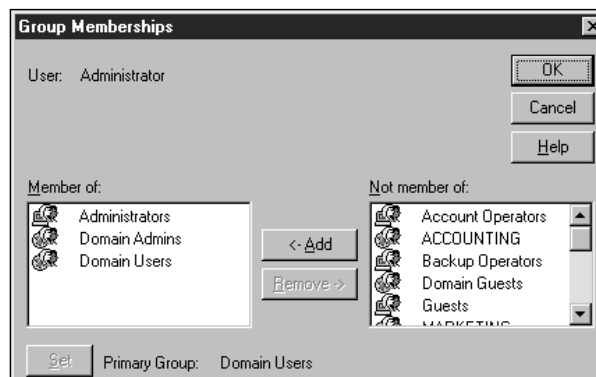 Group Memberships
User: Administrator
OK
Cancel
Help
Member of:
Administrators
Domain Admins
Domain Users
<- Add
Remove ->
Not member of:
Account Operators
ACCOUNTING
Backup Operators
Domain Guests
Guests
MARKETING
Set
Primary Group: Domain Users